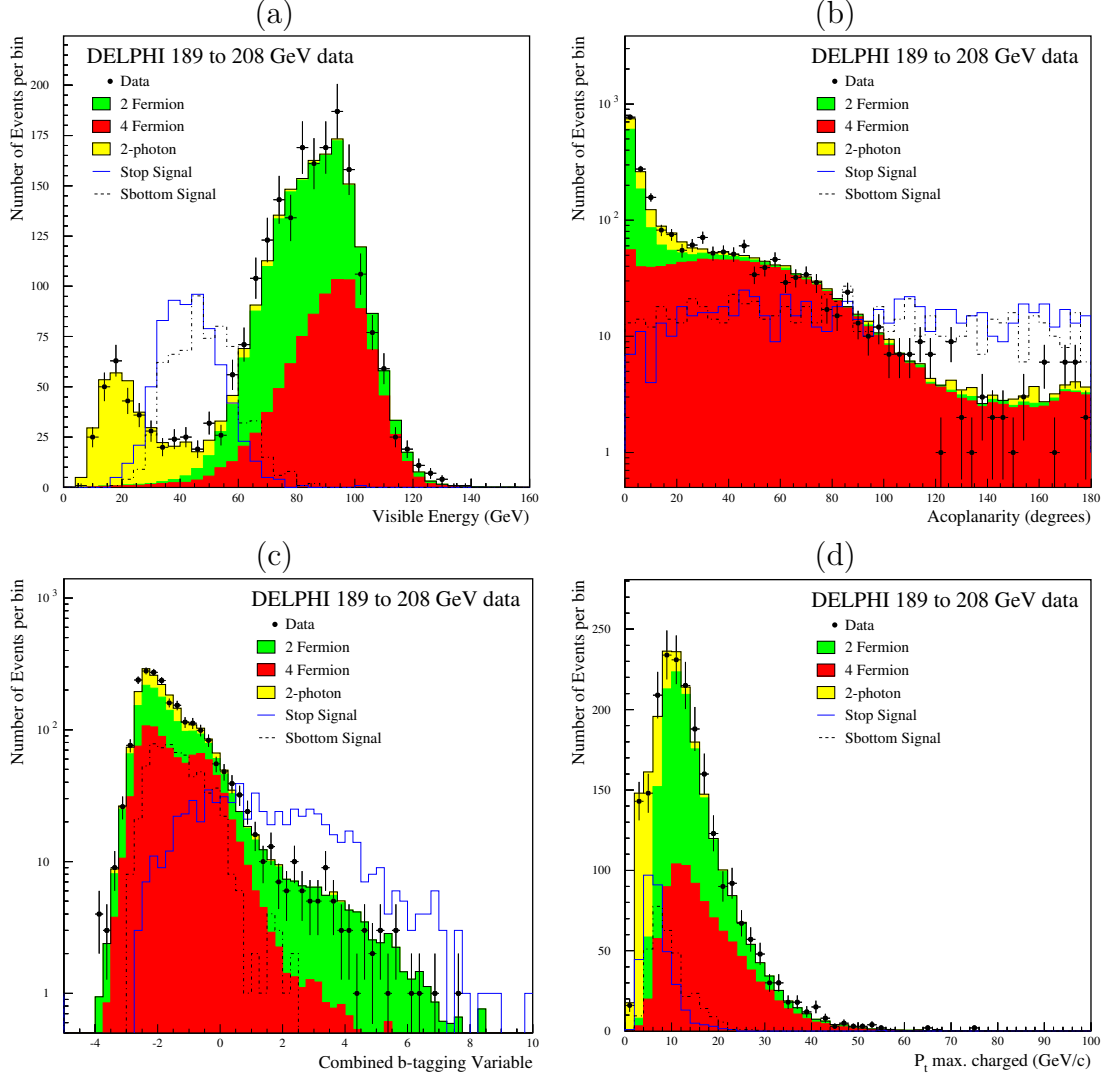 (a)
Number of Events per bin
DELPHI 189 to 208 GeV data
Data
2 Fermion
4 Fermion
2-photon
Stop Signal
Sbottom Signal
200
175
150
125
100
75
50
25
0
0 20 40 60 80 100 120 140 160
Visible Energy (GeV)
(b)
Number of Events per bin
DELPHI 189 to 208 GeV data
Data
2 Fermion
4 Fermion
2-photon
Stop Signal
Sbottom Signal
10³
10²
10
1
0 20 40 60 80 100 120 140 160 180
Acoplanarity (degrees)
(c)
Number of Events per bin
DELPHI 189 to 208 GeV data
Data
2 Fermion
4 Fermion
2-photon
Stop Signal
Sbottom Signal
10³
10²
10
1
-4 -2 0 2 4 6 8 10
Combined b-tagging Variable
(d)
Number of Events per bin
DELPHI 189 to 208 GeV data
Data
2 Fermion
4 Fermion
2-photon
Stop Signal
Sbottom Signal
250
200
150
100
50
0
0 10 20 30 40 50 60 70 80 90 100
Pₜ max. charged (GeV/c)